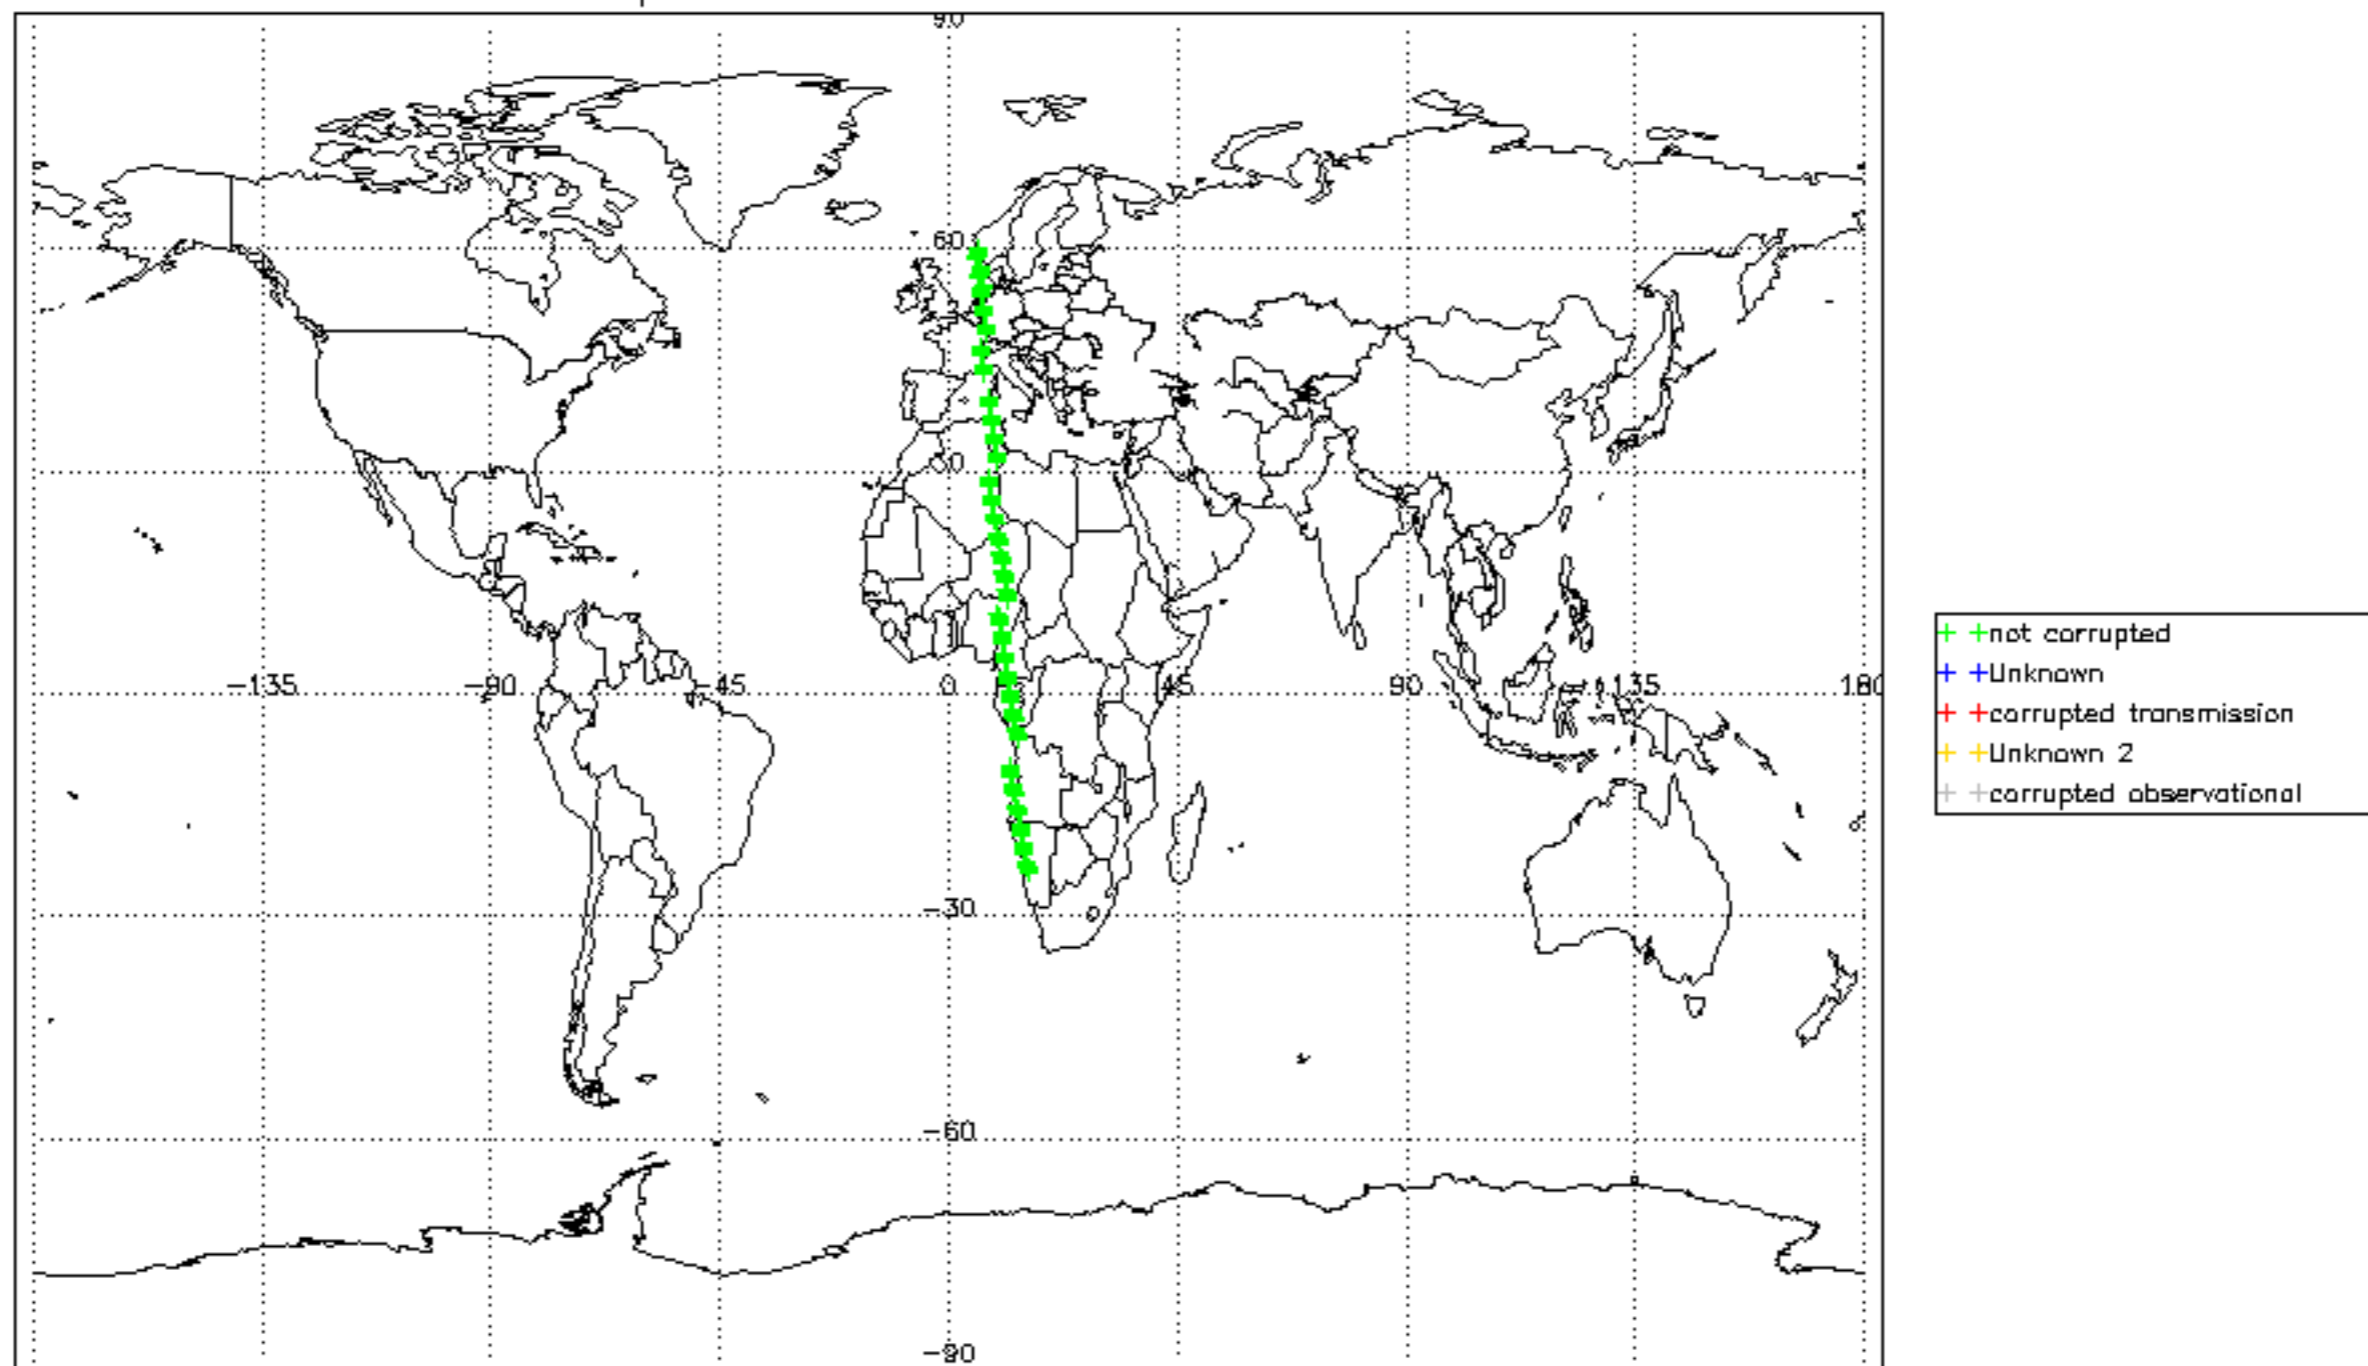 90
60
30
-135 -90 -45 0 45 90 135 180
-30
-60
-90
not corrupted
Unknown
corrupted transmission
Unknown 2
corrupted observational